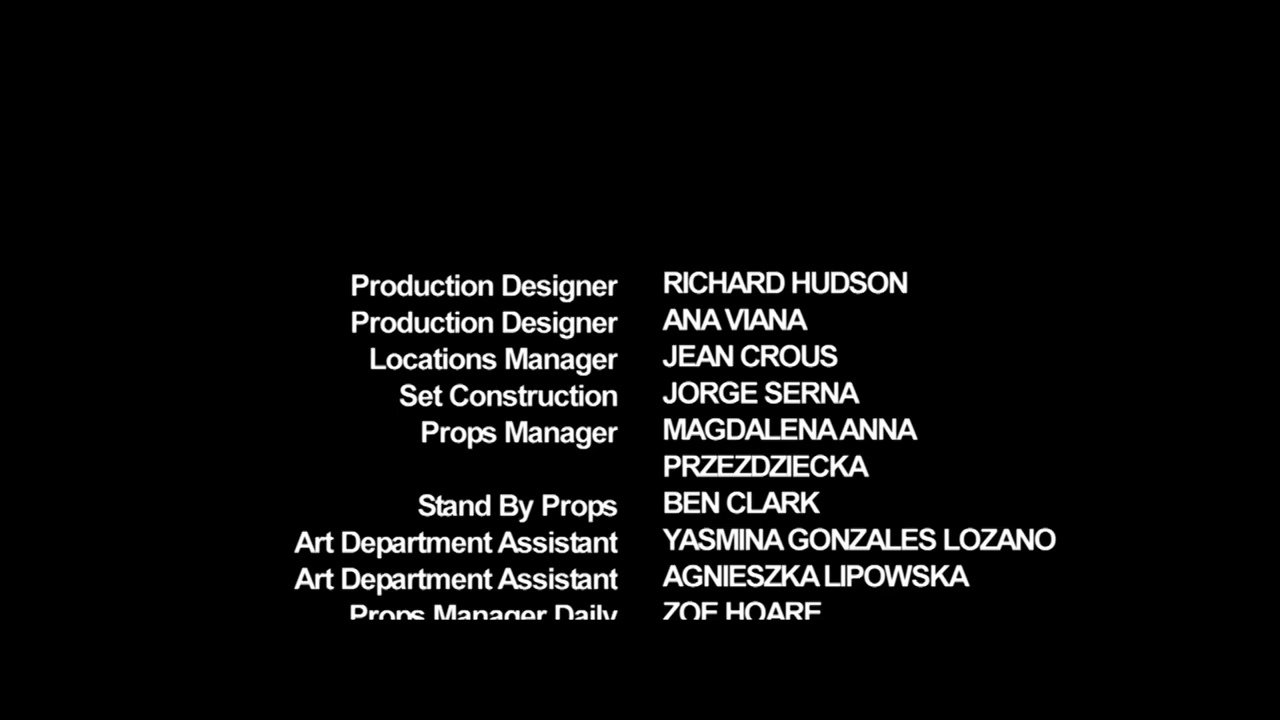 Production Designer RICHARD HUDSON
Production Designer ANA VIANA
Locations Manager JEAN CROUS
Set Construction JORGE SERNA
Props Manager MAGDALENA ANNA
PRZEZDZIECKA
Stand By Props BEN CLARK
Art Department Assistant YASMINA GONZALES LOZANO
Art Department Assistant AGNIESZKA LIPOWSKA
Props Manager Daily ZOE HOARE